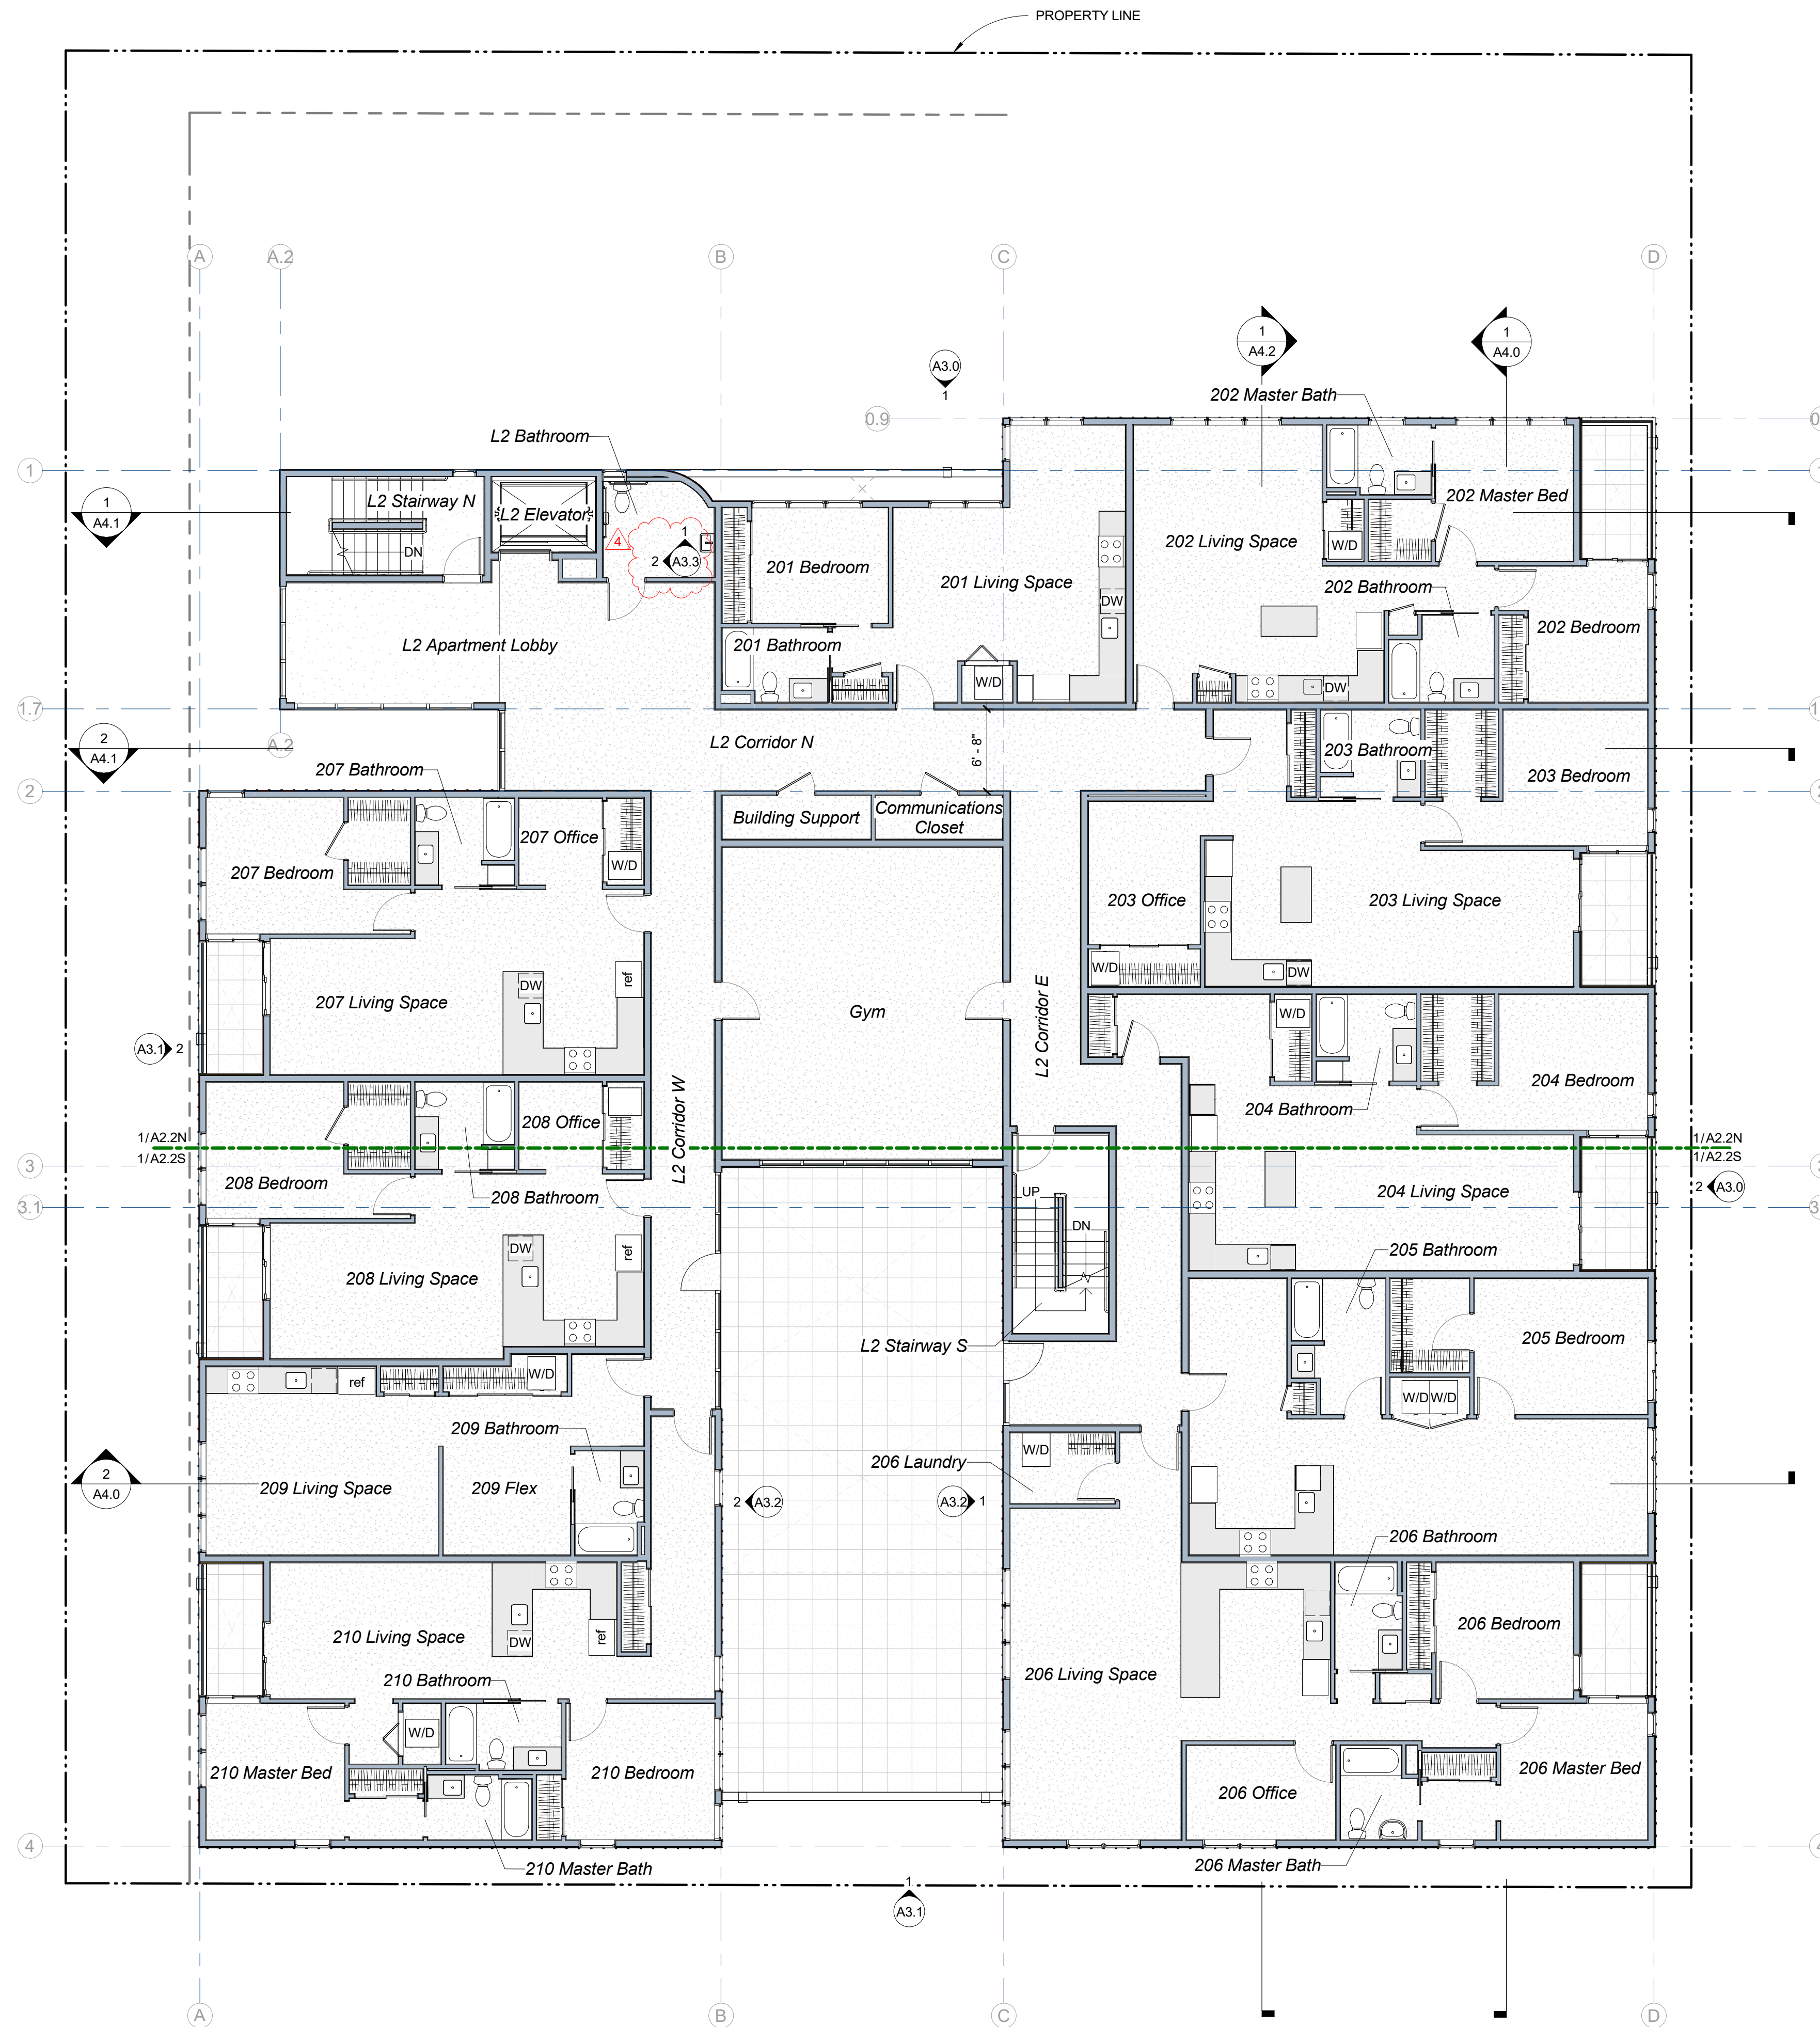 PROPERTY LINE
A
A.2
B
C
D
1
A4.2
1
A4.0
A3.0
1
202 Master Bath
0.9
0
L2 Bathroom
1
1
A4.1
L2 Stairway N
L2 Elevator
DN
4
1
2
A3.3
201 Bedroom
201 Living Space
DW
202 Living Space
W/D
202 Master Bed
202 Bathroom
202 Bedroom
L2 Apartment Lobby
201 Bathroom
W/D
DW
1.7
1
2
A4.1
A.2
L2 Corridor N
6' - 8"
203 Bathroom
203 Bedroom
207 Bathroom
2
2
Building Support
Communications
Closet
207 Office
W/D
207 Bedroom
203 Office
203 Living Space
W/D
DW
207 Living Space
DW
ref
Gym
L2 Corridor E
W/D
A3.1
2
L2 Corridor W
208 Office
204 Bedroom
204 Bathroom
1/A2.2N
1/A2.2S
1/A2.2N
1/A2.2S
3
3
208 Bedroom
208 Bathroom
UP
DN
204 Living Space
2
A3.0
3.1
3
DW
ref
208 Living Space
205 Bathroom
L2 Stairway S
205 Bedroom
ref
W/D
W/D
W/D
209 Bathroom
W/D
206 Laundry
2
A4.0
209 Living Space
209 Flex
2
A3.2
A3.2
1
206 Bathroom
210 Living Space
DW
ref
206 Bedroom
210 Bathroom
206 Living Space
W/D
210 Master Bed
210 Bedroom
206 Office
206 Master Bed
4
4
210 Master Bath
206 Master Bath
1
A3.1
A
B
C
D